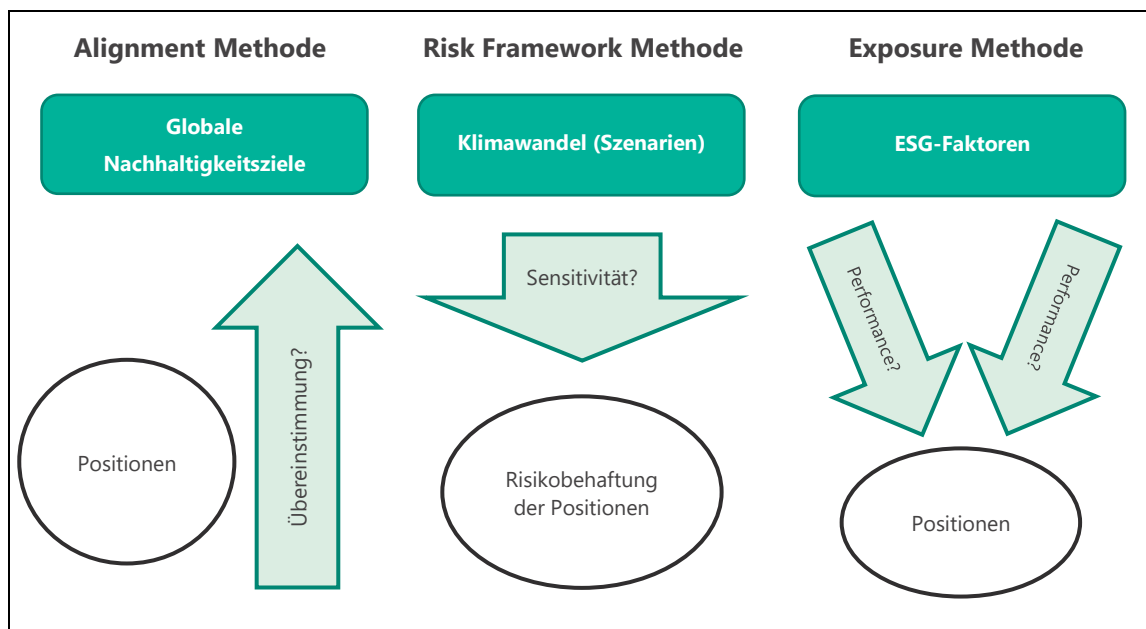 Alignment Methode
Risk Framework Methode
Exposure Methode
Globale
Nachhaltigkeitsziele
Klimawandel (Szenarien)
ESG-Faktoren
Übereinstimmung?
Sensitivität?
Performance?
Performance?
Positionen
Risikobehaftung
der Positionen
Positionen